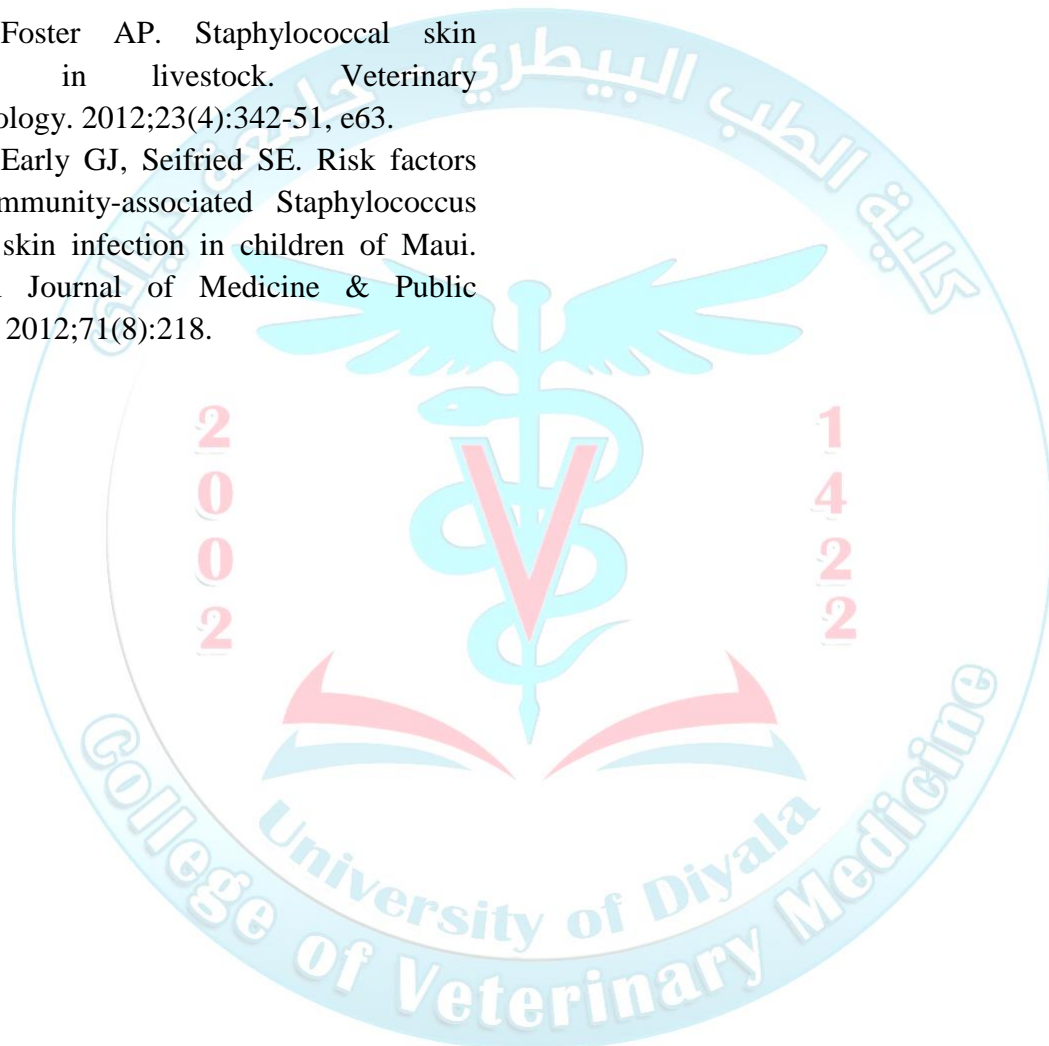 Foster AP. Staphylococcal skin
in livestock. Veterinary
ology. 2012;23(4):342-51, e63.
Early GJ, Seifried SE. Risk factors
mmunity-associated Staphylococcus
skin infection in children of Maui.
Journal of Medicine & Public
2012;71(8):218.
كلية الطب البيطري - جامعة ديالى
2002
1422
V
University of Diyala
College of Veterinary Medicine